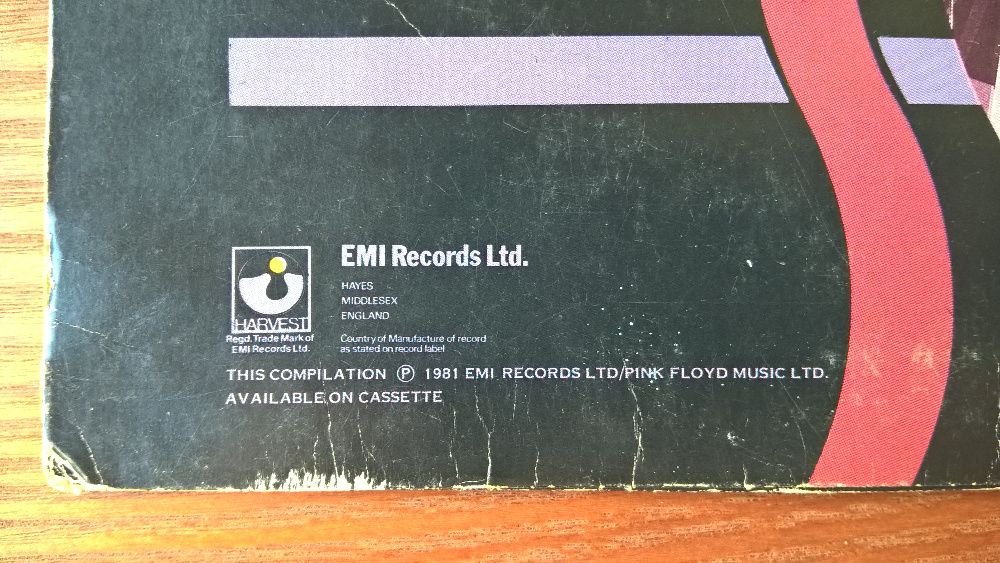 EMI Records Ltd.
HAYES
MIDDLESEX
ENGLAND
HARVEST
Regd. Trade Mark of
EMI Records Ltd.
Country of Manufacture of record
as stated on record label
THIS COMPILATION Ⓟ 1981 EMI RECORDS LTD/PINK FLOYD MUSIC LTD.
AVAILABLE ON CASSETTE